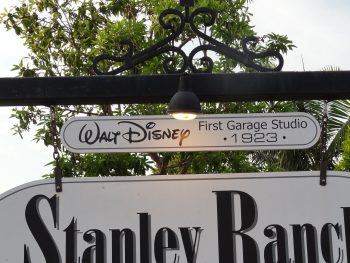 WALT DISNEY First Garage Studio
• 1923 •
Stanley Ranch